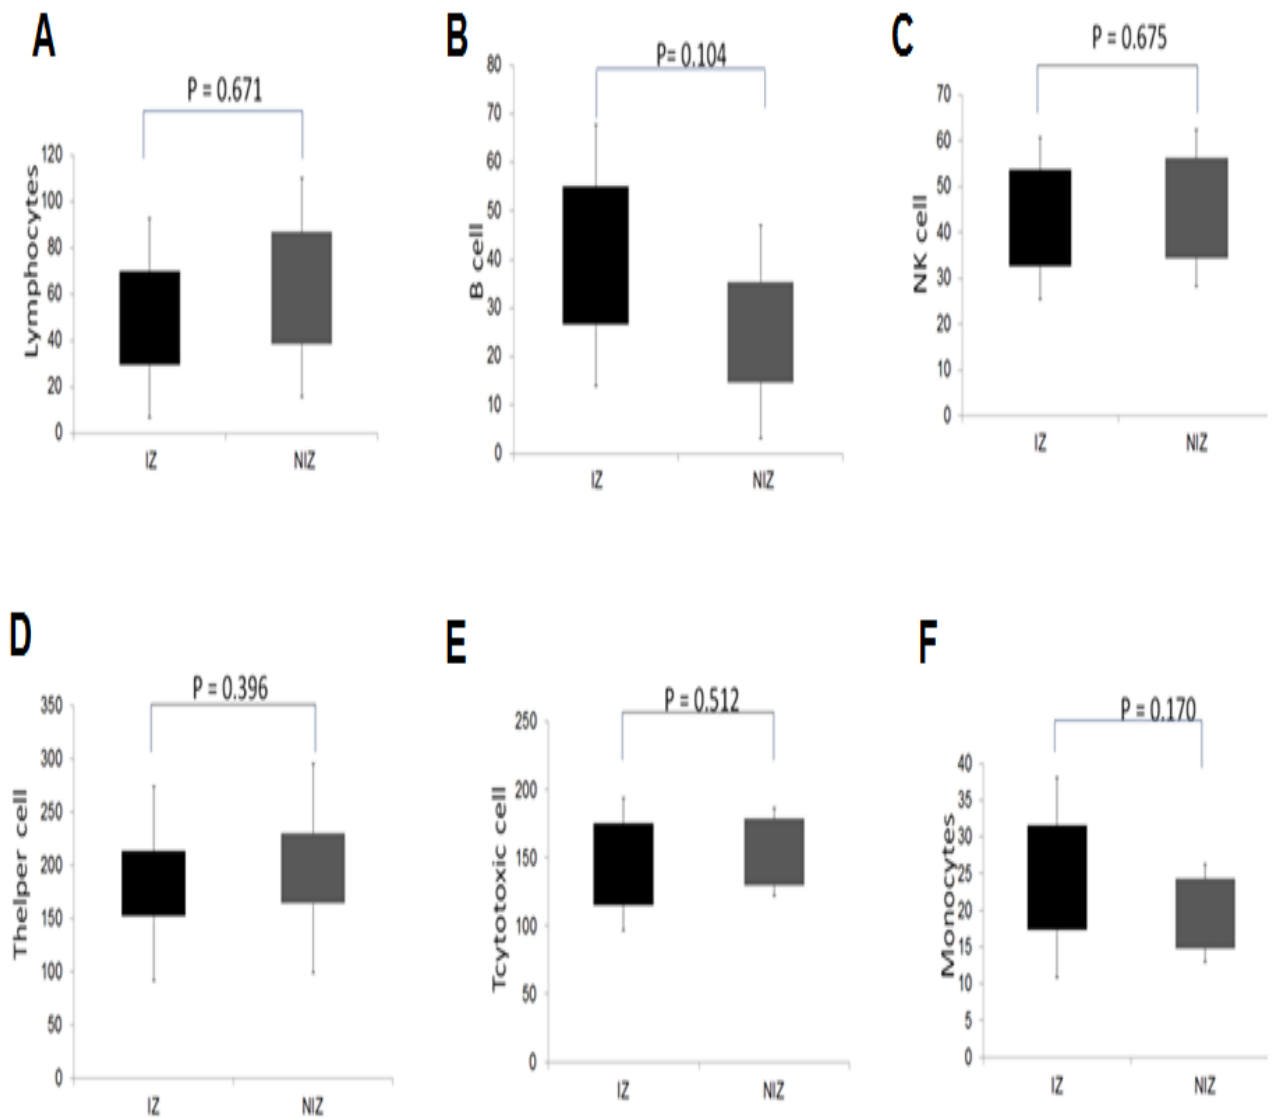 A
P = 0.671
Lymphocytes
120
100
80
60
40
20
0
IZ
NIZ
B
P= 0.104
B cell
80
70
60
50
40
30
20
10
0
IZ
NIZ
C
P = 0.675
NK cell
70
60
50
40
30
20
10
0
IZ
NIZ
D
P = 0.396
Thelper cell
350
300
250
200
150
100
50
0
IZ
NIZ
E
P = 0.512
Tcytotoxic cell
250
200
150
100
50
0
IZ
NIZ
F
P = 0.170
Monocytes
40
35
30
25
20
15
10
5
0
IZ
NIZ